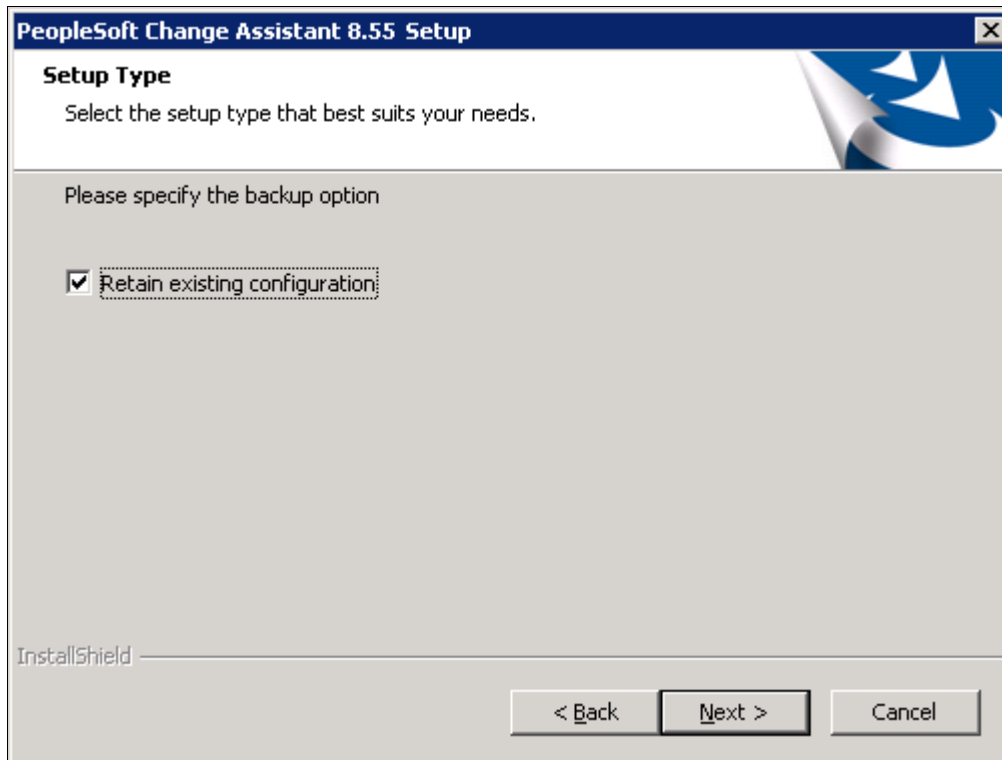 PeopleSoft Change Assistant 8.55 Setup
Setup Type
Select the setup type that best suits your needs.
Please specify the backup option
Retain existing configuration
InstallShield
< Back
Next >
Cancel